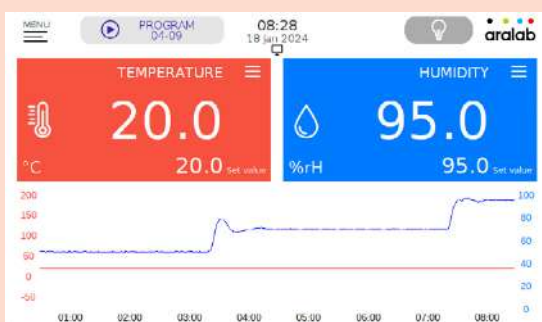 MENU
PROGRAM
04-09
08:28
18 jan 2024
aralab
TEMPERATURE
20.0
°C
20.0 Set value
HUMIDITY
95.0
%rH
95.0 Set value
200
150
100
50
0
-50
100
80
60
40
20
0
01:00 02:00 03:00 04:00 05:00 06:00 07:00 08:00